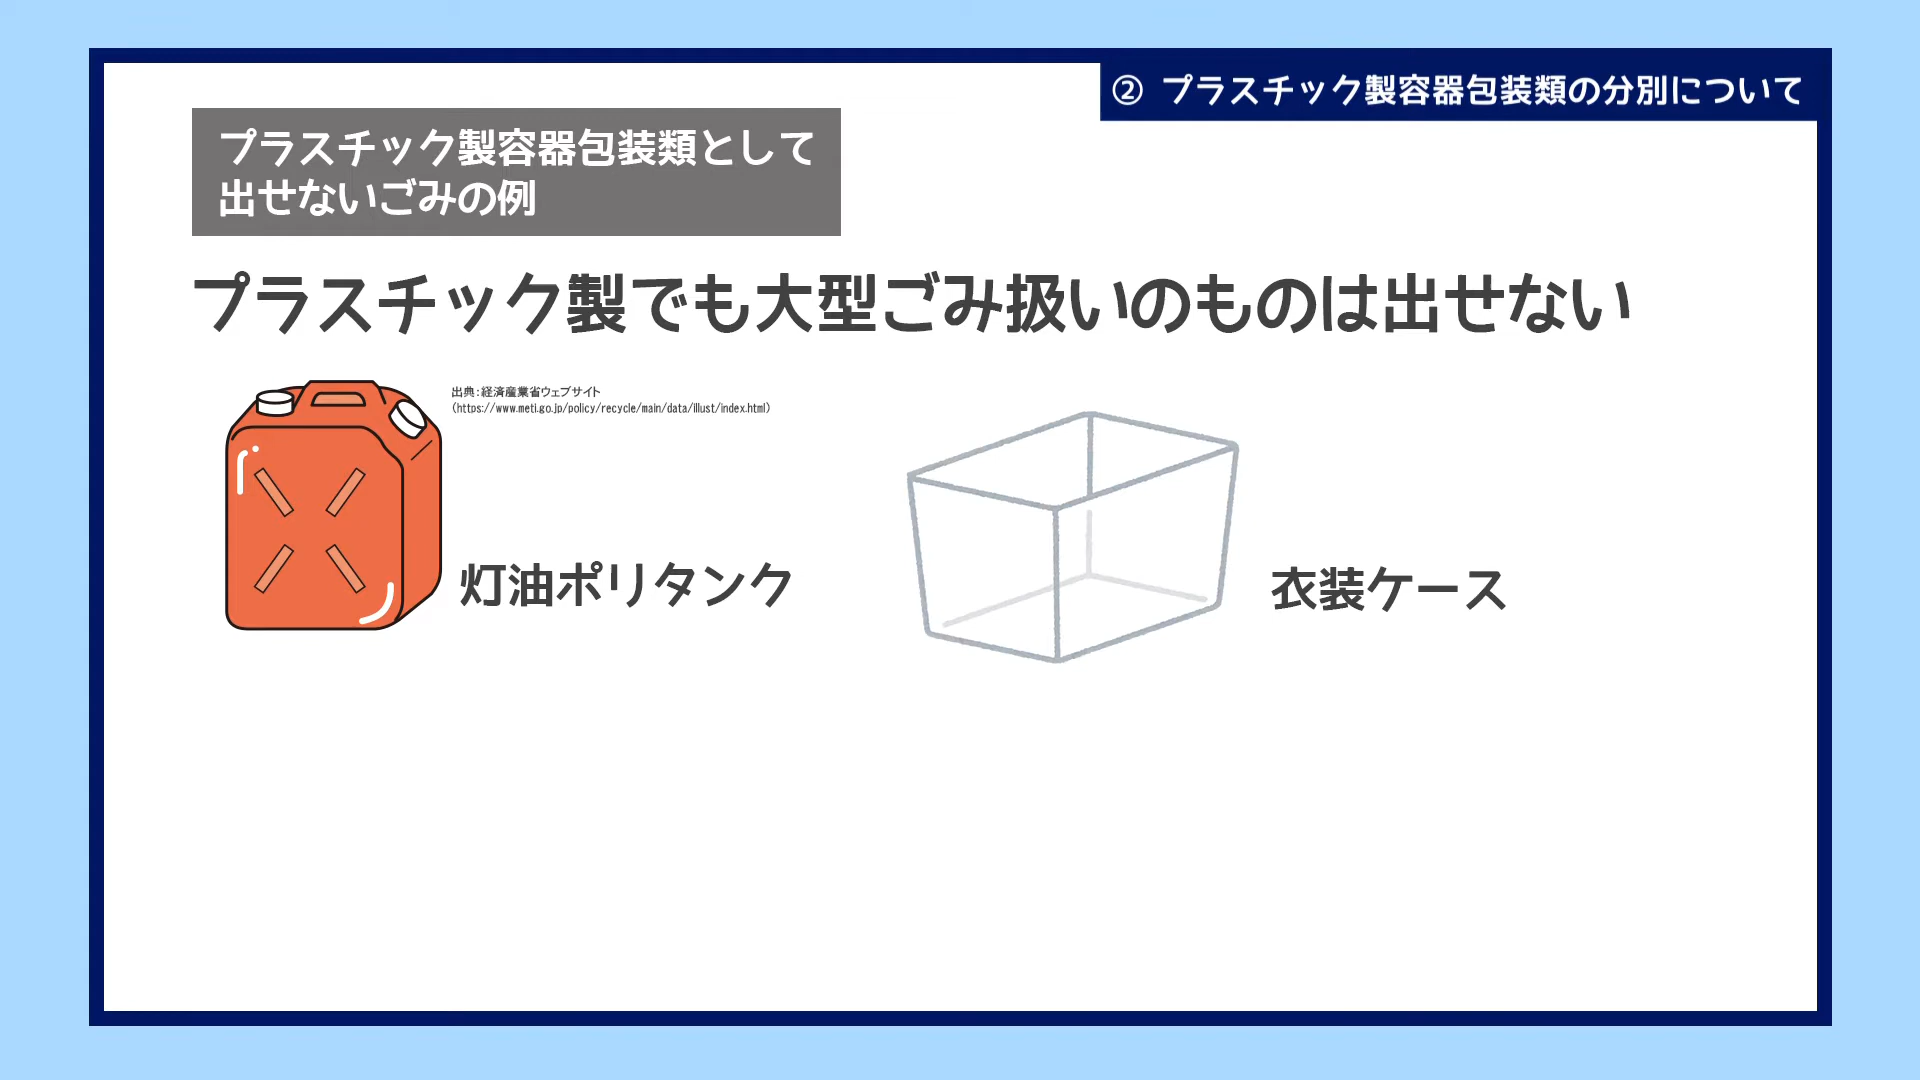 ② プラスチック製容器包装類の分別について
プラスチック製容器包装類として
出せないごみの例
プラスチック製でも大型ごみ扱いのものは出せない
出典：経済産業省ウェブサイト
（https://www.meti.go.jp/policy/recycle/main/data/illust/index.html）
灯油ポリタンク
衣装ケース